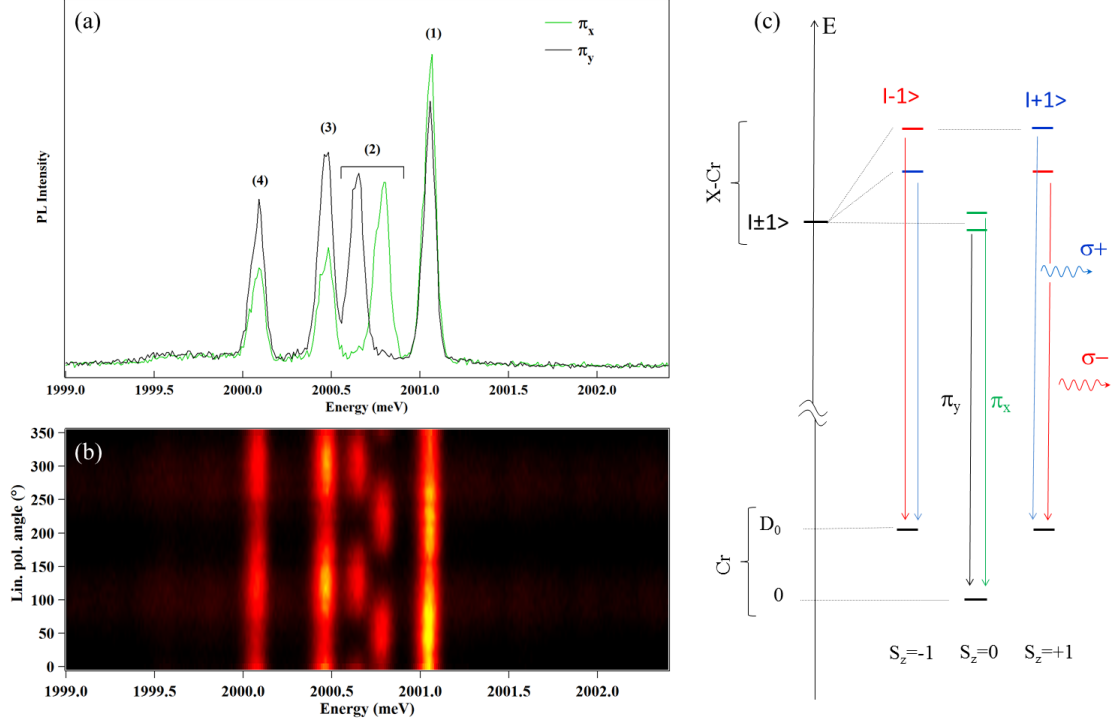 (a)
πx
πy
(1)
(2)
(3)
(4)
PL Intensity
1999.0 1999.5 2000.0 2000.5 2001.0 2001.5 2002.0
Energy (meV)
(b)
350
300
250
200
150
100
50
0
Lin. pol. angle (°)
1999.0 1999.5 2000.0 2000.5 2001.0 2001.5 2002.0
Energy (meV)
(c)
E
|-1>
|+1>
X-Cr
|±1>
σ+
σ−
πy
πx
Cr
D0
0
Sz=-1 Sz=0 Sz=+1